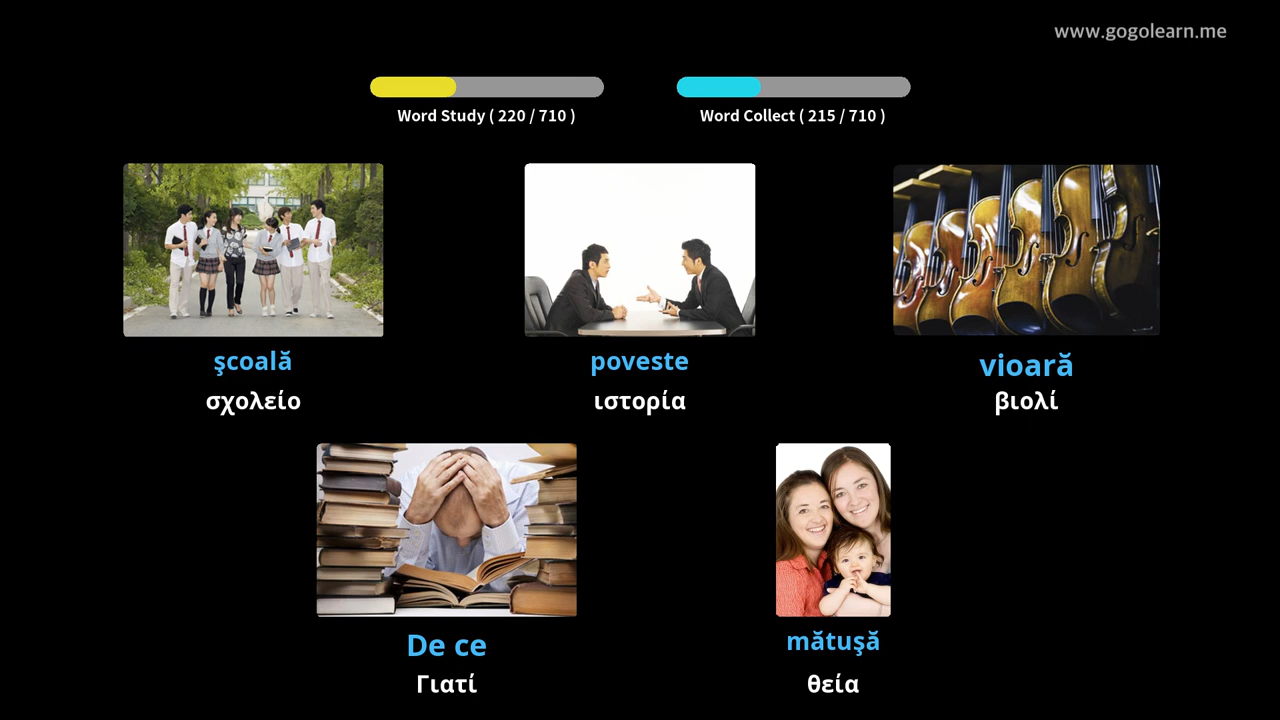 www.gogolearn.me
Word Study ( 220 / 710 )
Word Collect ( 215 / 710 )
şcoală
σχολείο
poveste
ιστορία
vioară
βιολί
De ce
Γιατί
mătuşă
θεία